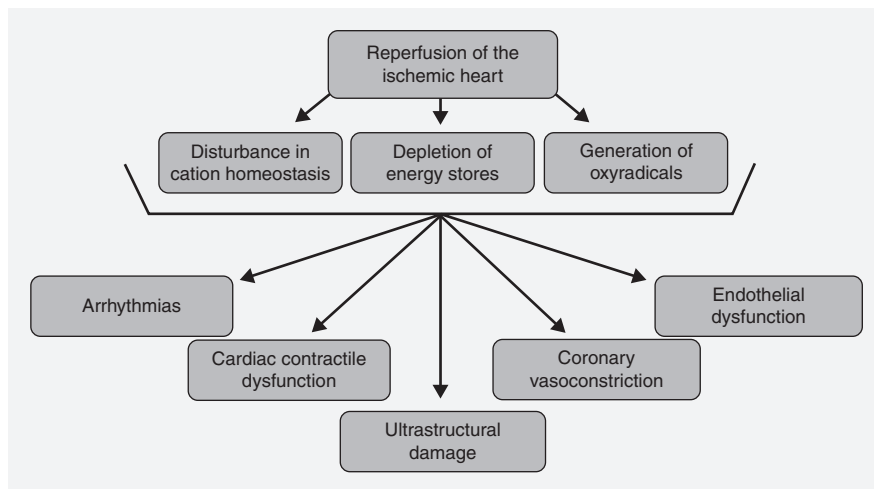 Reperfusion of the
ischemic heart
Disturbance in
cation homeostasis
Depletion of
energy stores
Generation of
oxyradicals
Arrhythmias
Endothelial
dysfunction
Cardiac contractile
dysfunction
Coronary
vasoconstriction
Ultrastructural
damage